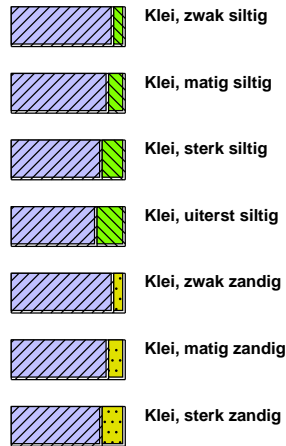 Klei, zwak siltig
Klei, matig siltig
Klei, sterk siltig
Klei, uiterst siltig
Klei, zwak zandig
Klei, matig zandig
Klei, sterk zandig